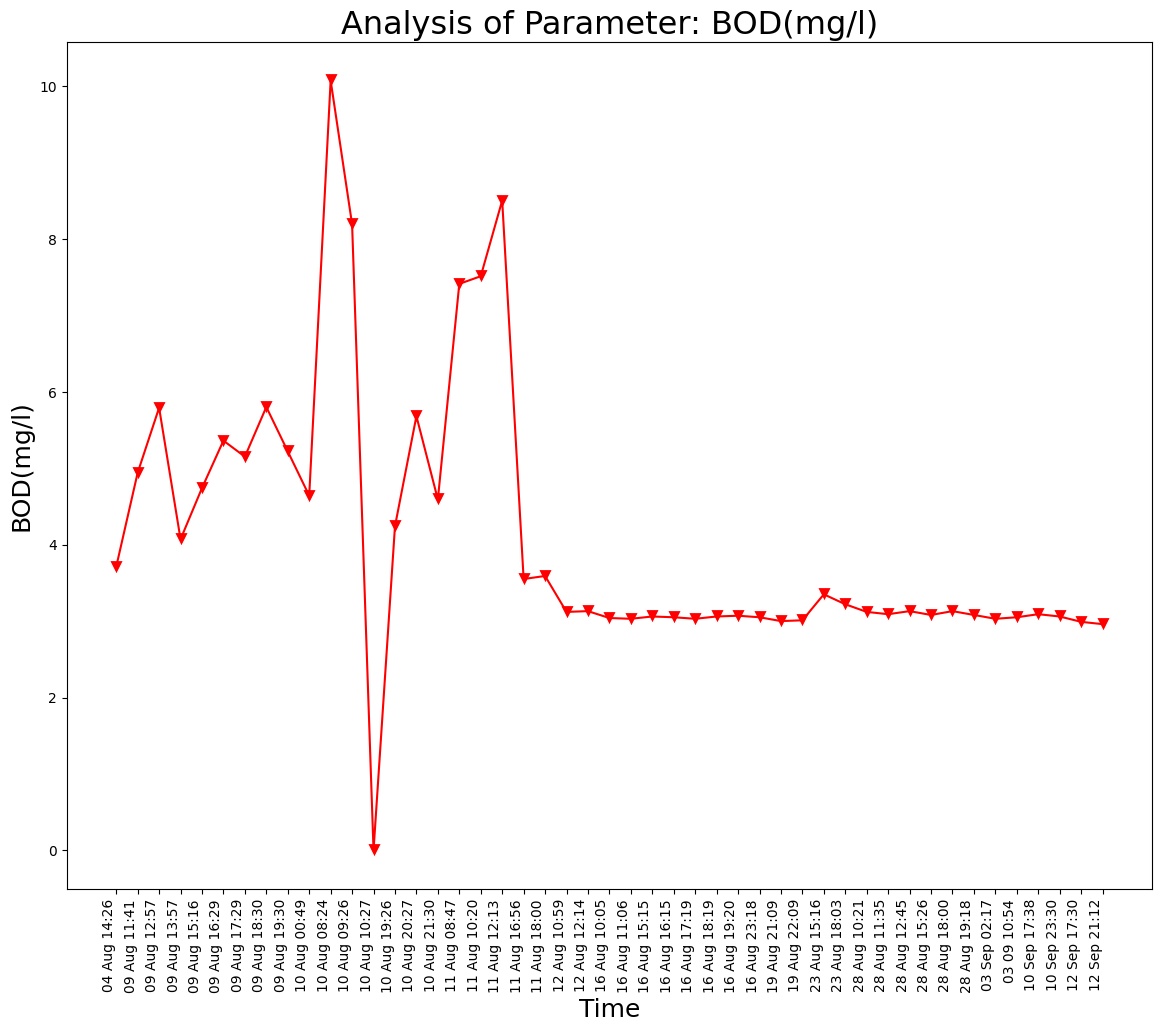 Analysis of Parameter: BOD(mg/l)
BOD(mg/l)
10
8
6
4
2
0
04 Aug 14:26
09 Aug 11:41
09 Aug 12:57
09 Aug 13:57
09 Aug 15:16
09 Aug 16:29
09 Aug 17:29
09 Aug 18:30
09 Aug 19:30
10 Aug 00:49
10 Aug 08:24
10 Aug 09:26
10 Aug 10:27
10 Aug 19:26
10 Aug 20:27
10 Aug 21:30
11 Aug 08:47
11 Aug 10:20
11 Aug 12:13
11 Aug 16:56
11 Aug 18:00
12 Aug 10:59
12 Aug 12:14
16 Aug 10:05
16 Aug 11:06
16 Aug 15:15
16 Aug 16:15
16 Aug 17:19
16 Aug 18:19
16 Aug 19:20
16 Aug 23:18
19 Aug 21:09
19 Aug 22:09
23 Aug 15:16
23 Aug 18:03
28 Aug 10:21
28 Aug 11:35
28 Aug 12:45
28 Aug 15:26
28 Aug 18:00
28 Aug 19:18
03 Sep 02:17
03 09 10:54
10 Sep 17:38
10 Sep 23:30
12 Sep 17:30
12 Sep 21:12
Time